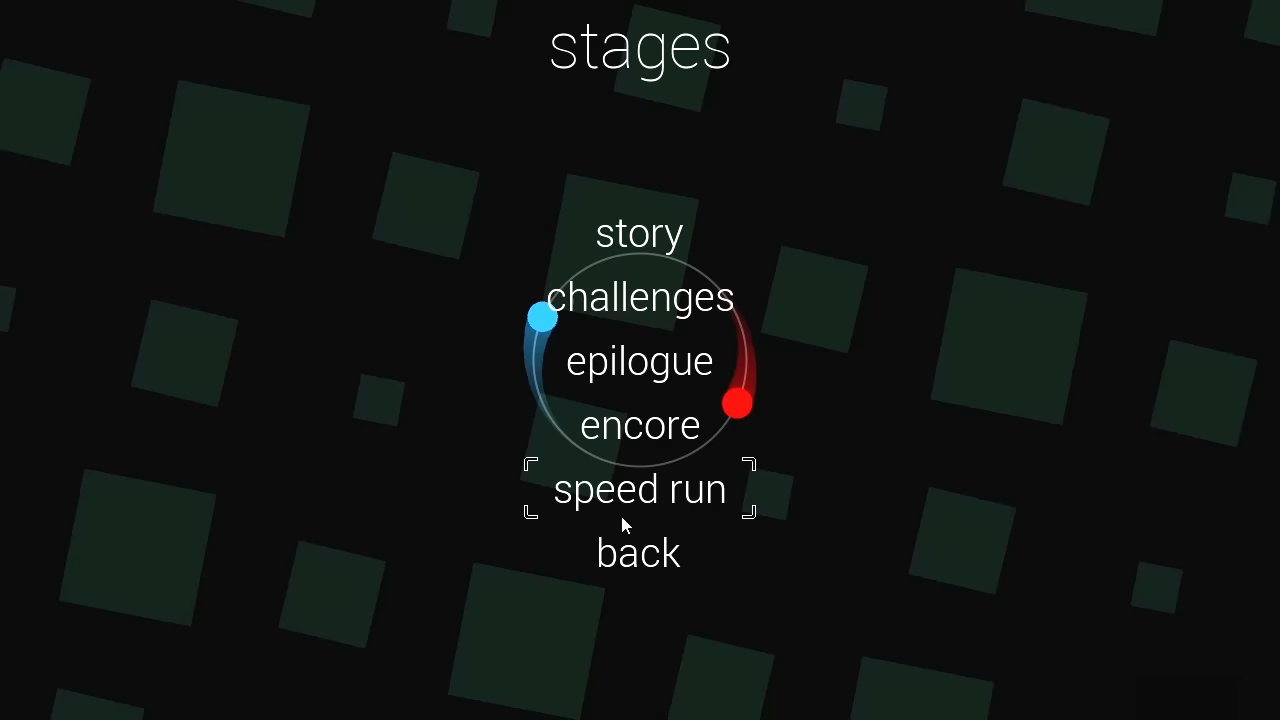 stages
story
challenges
epilogue
encore
speed run
back